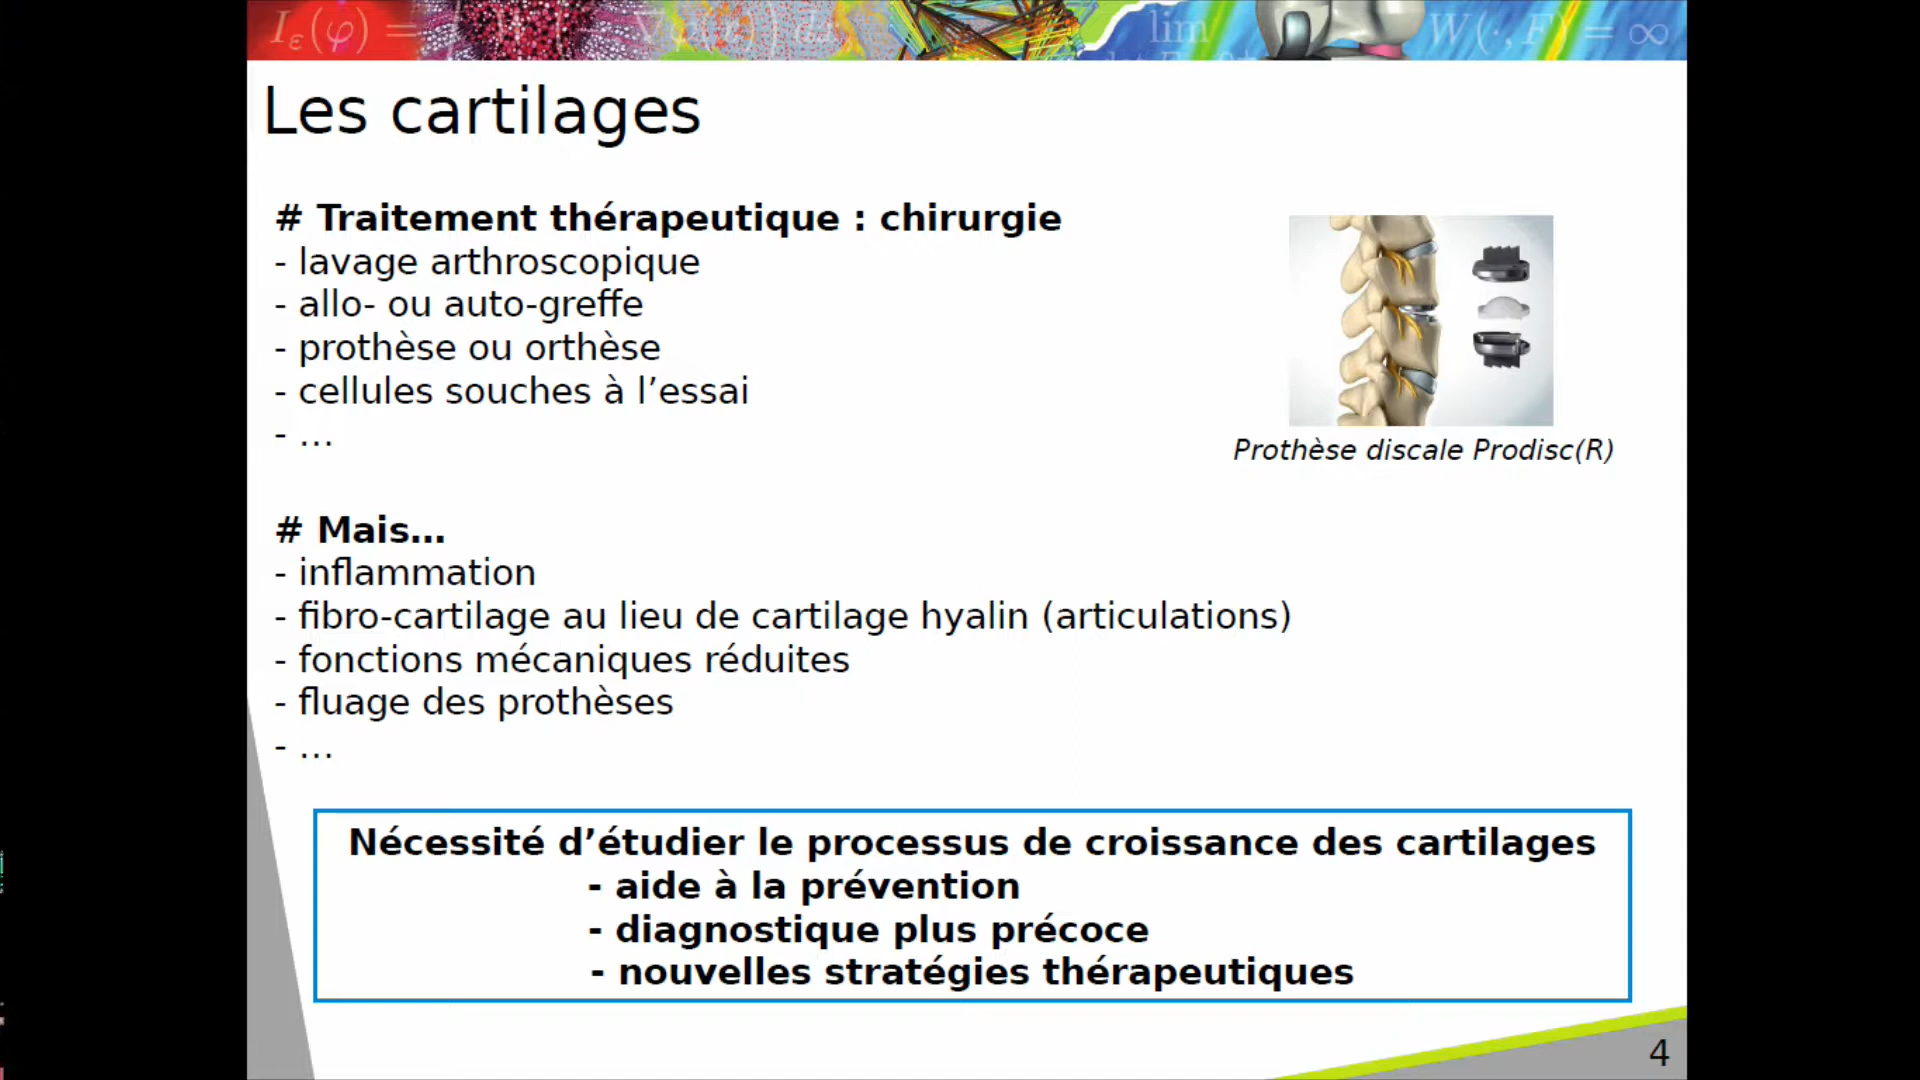 Iε(φ) =
lim
W(·, F) = ∞
Les cartilages
# Traitement thérapeutique : chirurgie
- lavage arthroscopique
- allo- ou auto-greffe
- prothèse ou orthèse
- cellules souches à l’essai
- ...
Prothèse discale Prodisc(R)
# Mais...
- inflammation
- fibro-cartilage au lieu de cartilage hyalin (articulations)
- fonctions mécaniques réduites
- fluage des prothèses
- ...
Nécessité d’étudier le processus de croissance des cartilages
- aide à la prévention
- diagnostique plus précoce
- nouvelles stratégies thérapeutiques
4